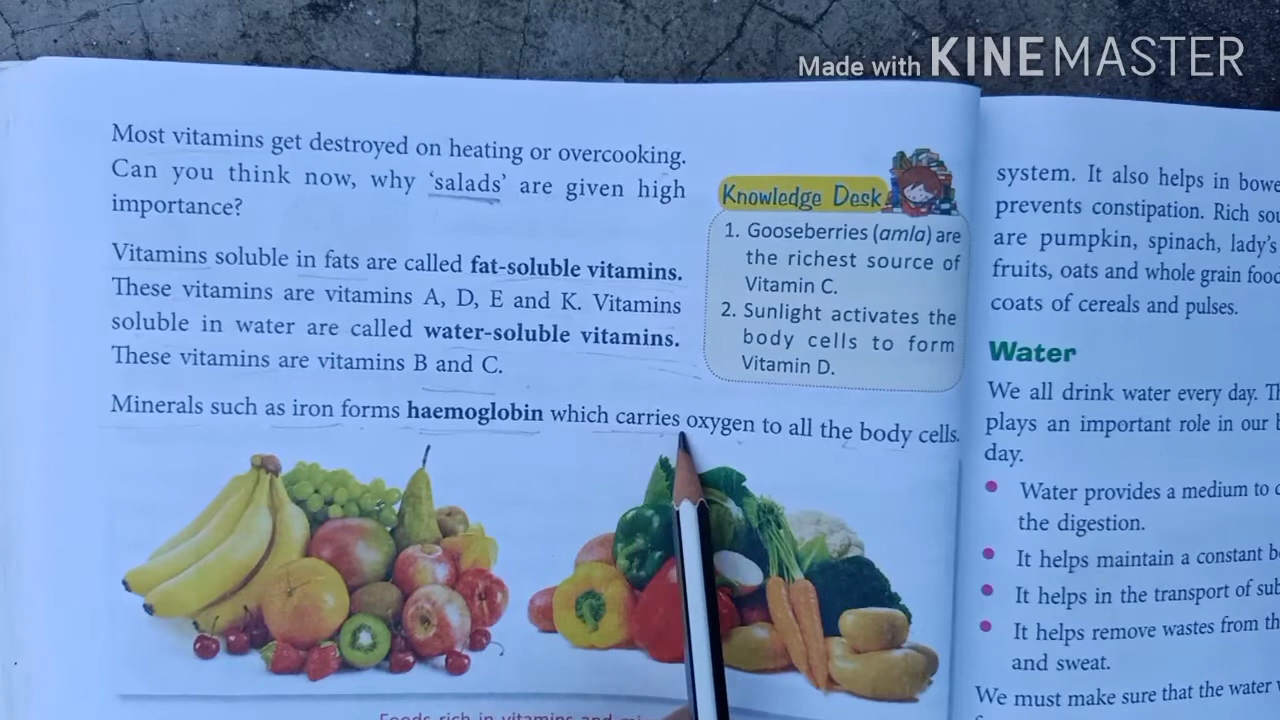 Made with KINEMASTER
Most vitamins get destroyed on heating or overcooking.
Can you think now, why ‘salads’ are given high
importance?
Vitamins soluble in fats are called fat-soluble vitamins.
These vitamins are vitamins A, D, E and K. Vitamins
soluble in water are called water-soluble vitamins.
These vitamins are vitamins B and C.
Knowledge Desk
1. Gooseberries (amla) are
the richest source of
Vitamin C.
2. Sunlight activates the
body cells to form
Vitamin D.
Minerals such as iron forms haemoglobin which carries oxygen to all the body cells.
Foods rich in vitamins and
system. It also helps in
prevents constipation. Rich
are pumpkin, spinach, lady's
fruits, oats and whole grain
coats of cereals and pulses.
Water
We all drink water every day.
plays an important role in our
day.
• Water provides a medium to
the digestion.
• It helps maintain a constant
• It helps in the transport of
• It helps remove wastes from
and sweat.
We must make sure that the water